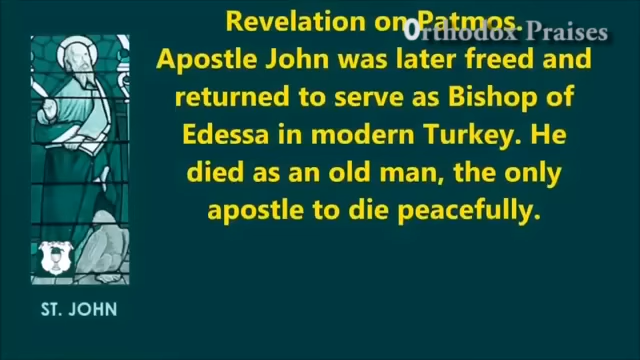 Revelation on Patmos.
Orthodox Praises
Apostle John was later freed and
returned to serve as Bishop of
Edessa in modern Turkey. He
died as an old man, the only
apostle to die peacefully.
ST. JOHN